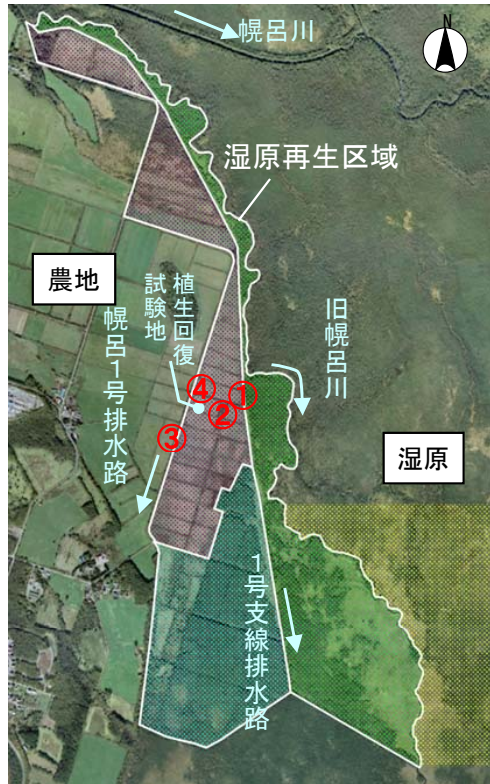 幌呂川
N
湿原再生区域
農地
植生回復
試験地
幌呂1号排水路
旧幌呂川
④
①
②
③
湿原
1号支線排水路